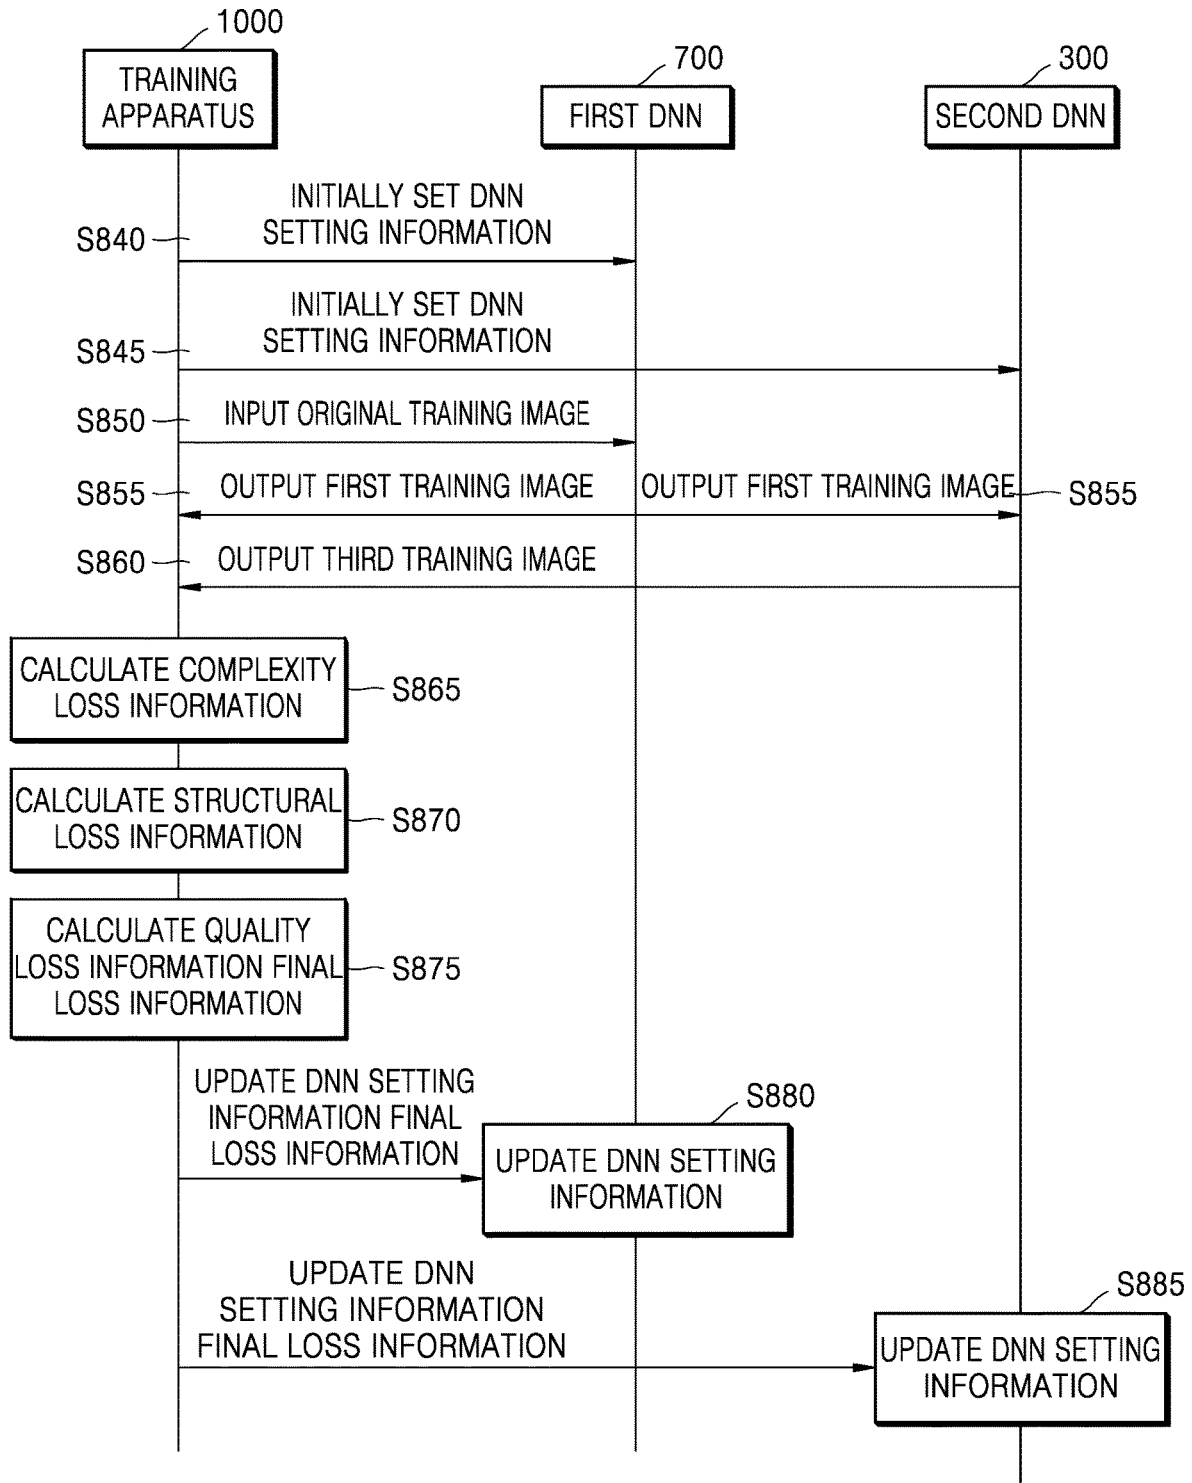 1000
TRAINING
APPARATUS
700
FIRST DNN
300
SECOND DNN
INITIALLY SET DNN
SETTING INFORMATION
S840
INITIALLY SET DNN
SETTING INFORMATION
S845
S850
INPUT ORIGINAL TRAINING IMAGE
S855
OUTPUT FIRST TRAINING IMAGE
OUTPUT FIRST TRAINING IMAGE
S855
S860
OUTPUT THIRD TRAINING IMAGE
CALCULATE COMPLEXITY
LOSS INFORMATION
S865
CALCULATE STRUCTURAL
LOSS INFORMATION
S870
CALCULATE QUALITY
LOSS INFORMATION FINAL
LOSS INFORMATION
S875
UPDATE DNN SETTING
INFORMATION FINAL
LOSS INFORMATION
S880
UPDATE DNN SETTING
INFORMATION
UPDATE DNN
SETTING INFORMATION
FINAL LOSS INFORMATION
S885
UPDATE DNN SETTING
INFORMATION